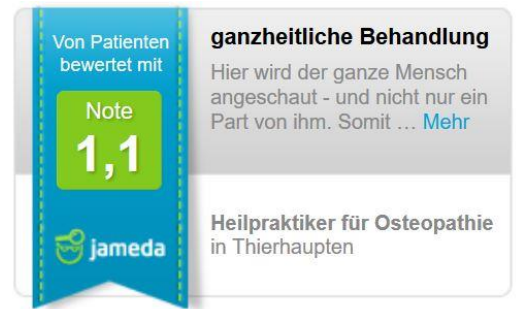 Von Patienten
bewertet mit
Note
1,1
jameda
ganzheitliche Behandlung
Hier wird der ganze Mensch
angeschaut - und nicht nur ein
Part von ihm. Somit ... Mehr
Heilpraktiker für Osteopathie
in Thierhaupten